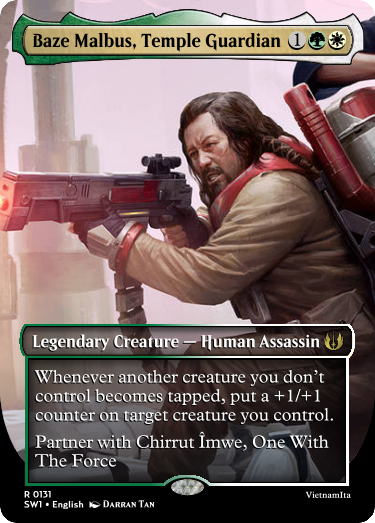 Baze Malbus, Temple Guardian 1
Legendary Creature — Human Assassin
Whenever another creature you don't
control becomes tapped, put a +1/+1
counter on target creature you control.
Partner with Chirrut Îmwe, One With
The Force
R 0131
SW1 • English Darran Tan
VietnamIta